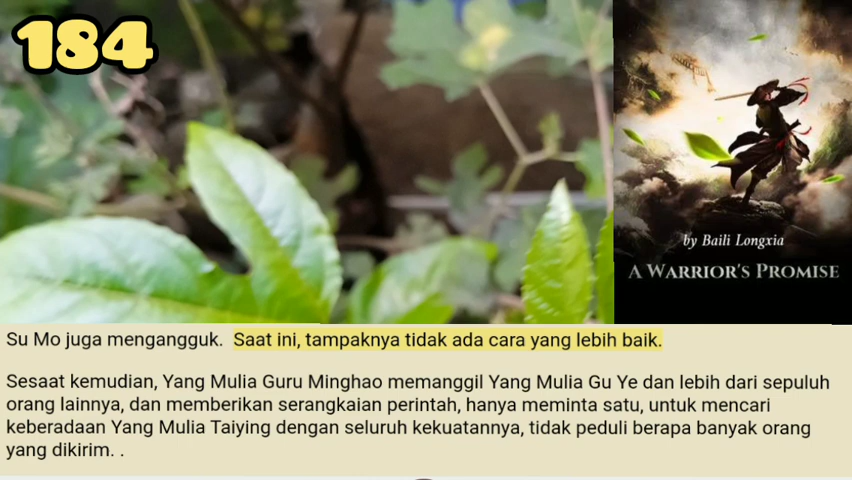 184
by Baili Longxia
A WARRIOR'S PROMISE
Su Mo juga mengangguk. Saat ini, tampaknya tidak ada cara yang lebih baik.
Sesaat kemudian, Yang Mulia Guru Minghao memanggil Yang Mulia Gu Ye dan lebih dari sepuluh
orang lainnya, dan memberikan serangkaian perintah, hanya meminta satu, untuk mencari
keberadaan Yang Mulia Taiying dengan seluruh kekuatannya, tidak peduli berapa banyak orang
yang dikirim. .